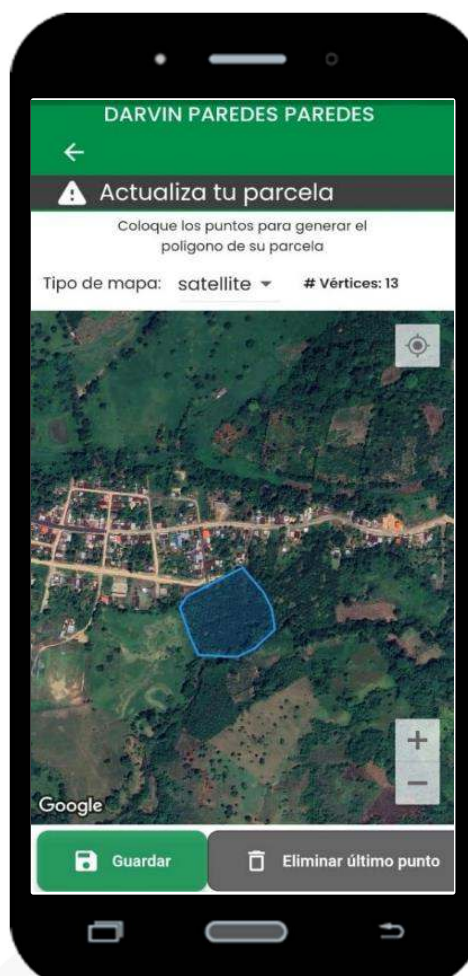 DARVIN PAREDES PAREDES
Actualiza tu parcela
Coloque los puntos para generar el
polígono de su parcela
Tipo de mapa: satellite # Vértices: 13
Google
Guardar Eliminar último punto